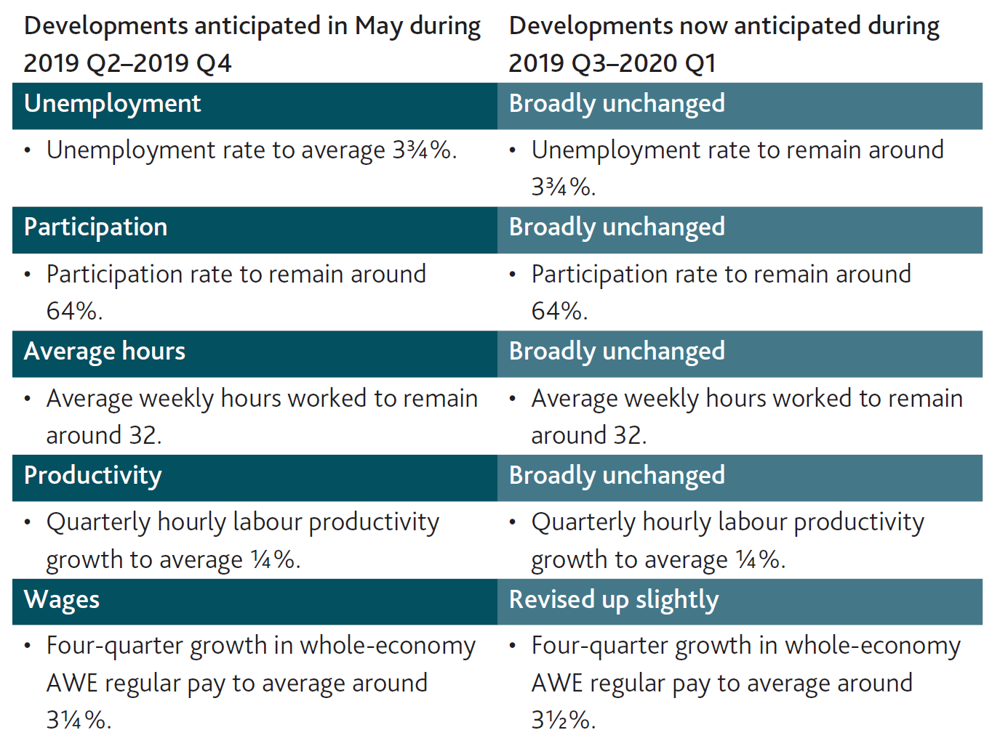 Developments anticipated in May during
2019 Q2–2019 Q4
Developments now anticipated during
2019 Q3–2020 Q1
Unemployment
Broadly unchanged
• Unemployment rate to average 3¾%.
• Unemployment rate to remain around
3¾%.
Participation
Broadly unchanged
• Participation rate to remain around
64%.
• Participation rate to remain around
64%.
Average hours
Broadly unchanged
• Average weekly hours worked to remain
around 32.
• Average weekly hours worked to remain
around 32.
Productivity
Broadly unchanged
• Quarterly hourly labour productivity
growth to average ¼%.
• Quarterly hourly labour productivity
growth to average ¼%.
Wages
Revised up slightly
• Four-quarter growth in whole-economy
AWE regular pay to average around
3¼%.
• Four-quarter growth in whole-economy
AWE regular pay to average around
3½%.